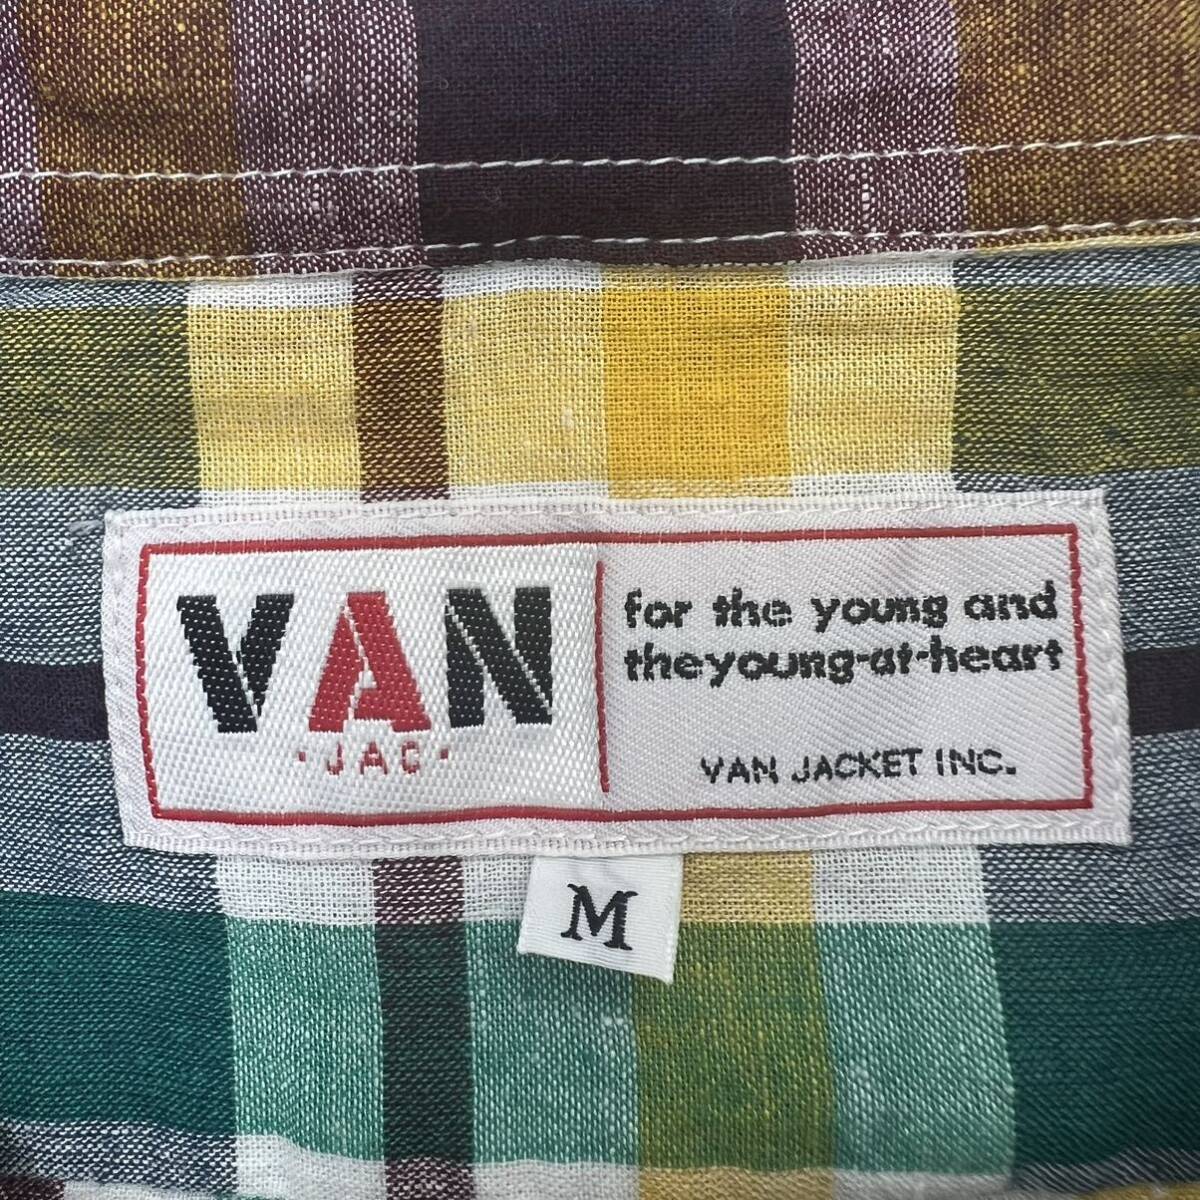 VAN
·JAC·
for the young and
theyoung-at-heart
VAN JACKET INC.
M